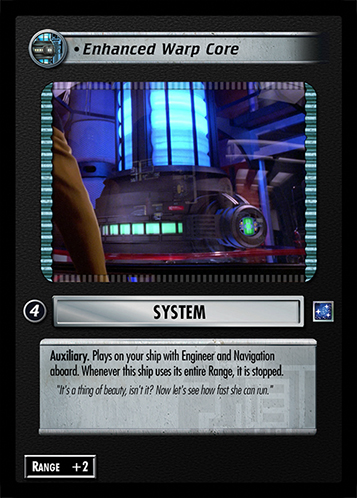 • Enhanced Warp Core
4
SYSTEM
Auxiliary. Plays on your ship with Engineer and Navigation
aboard. Whenever this ship uses its entire Range, it is stopped.
"It's a thing of beauty, isn't it? Now let's see how fast she can run."
RANGE +2